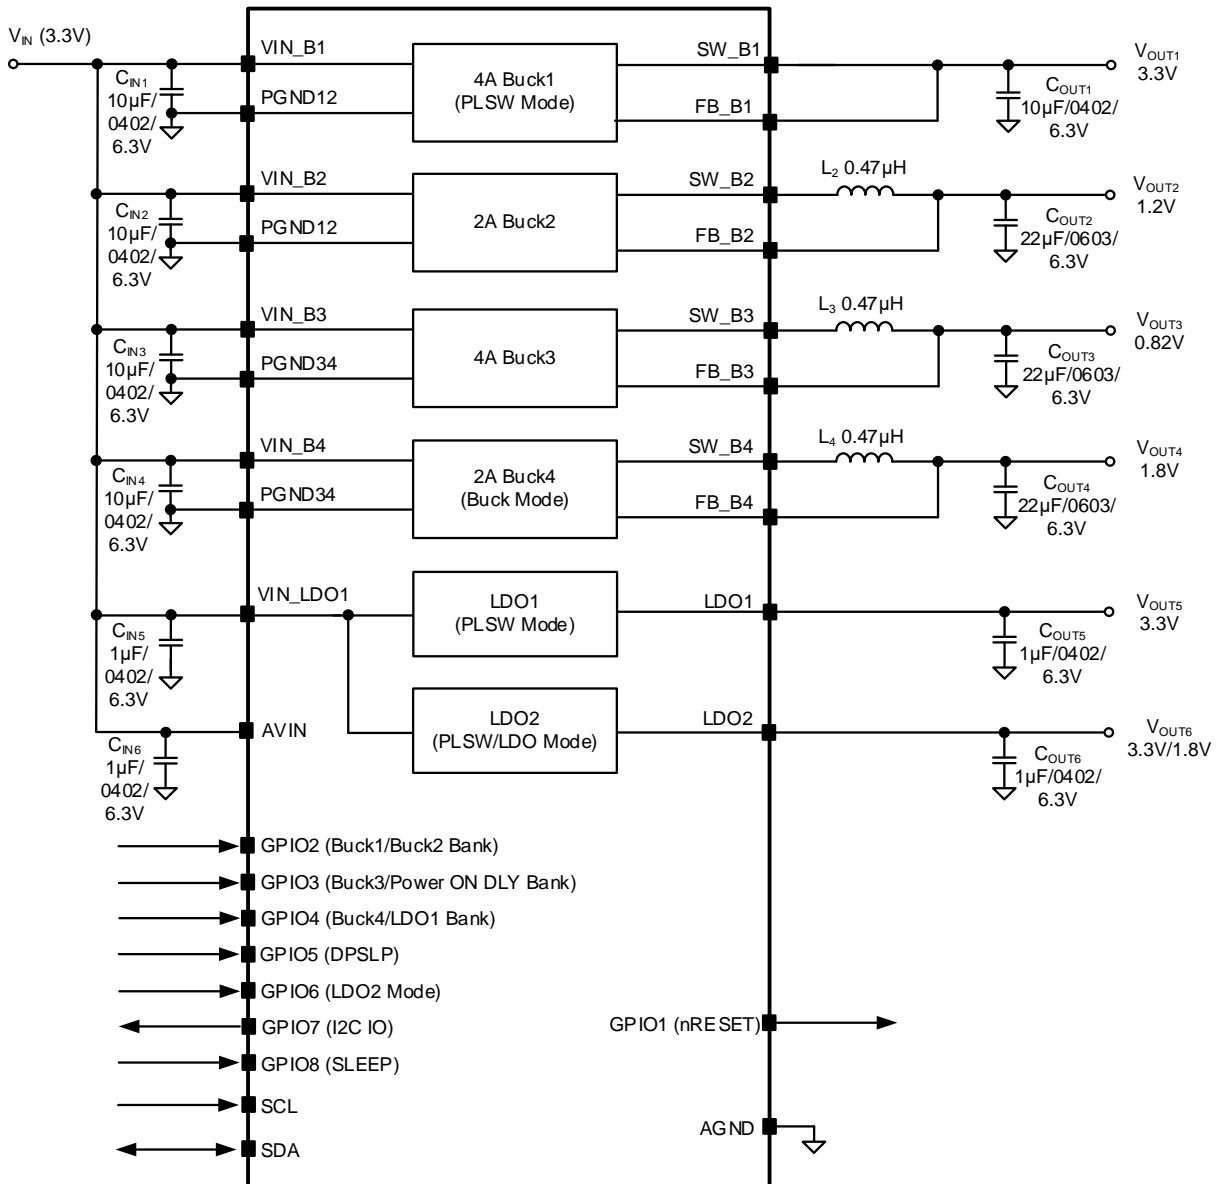 VIN (3.3V)
CIN1
10µF/
0402/
6.3V
VIN_B1
PGND12
4A Buck1
(PLSW Mode)
SW_B1
FB_B1
COUT1
10µF/0402/
6.3V
VOUT1
3.3V
CIN2
10µF/
0402/
6.3V
VIN_B2
PGND12
2A Buck2
SW_B2
FB_B2
L2 0.47µH
COUT2
22µF/0603/
6.3V
VOUT2
1.2V
CIN3
10µF/
0402/
6.3V
VIN_B3
PGND34
4A Buck3
SW_B3
FB_B3
L3 0.47µH
COUT3
22µF/0603/
6.3V
VOUT3
0.82V
CIN4
10µF/
0402/
6.3V
VIN_B4
PGND34
2A Buck4
(Buck Mode)
SW_B4
FB_B4
L4 0.47µH
COUT4
22µF/0603/
6.3V
VOUT4
1.8V
CIN5
1µF/
0402/
6.3V
VIN_LDO1
LDO1
(PLSW Mode)
LDO1
COUT5
1µF/0402/
6.3V
VOUT5
3.3V
CIN6
1µF/
0402/
6.3V
AVIN
LDO2
(PLSW/LDO Mode)
LDO2
COUT6
1µF/0402/
6.3V
VOUT6
3.3V/1.8V
GPIO2 (Buck1/Buck2 Bank)
GPIO3 (Buck3/Power ON DLY Bank)
GPIO4 (Buck4/LDO1 Bank)
GPIO5 (DPSLP)
GPIO6 (LDO2 Mode)
GPIO7 (I2C IO)
GPIO8 (SLEEP)
SCL
SDA
GPIO1 (nRESET)
AGND